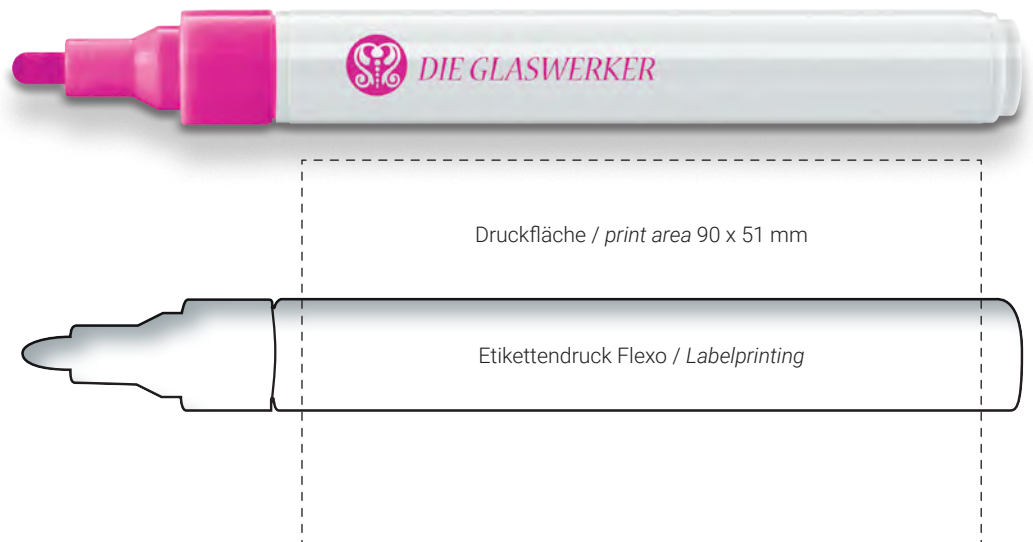 DIE GLASWERKER
Druckfläche / print area 90 x 51 mm
Etikettendruck Flexo / Labelprinting